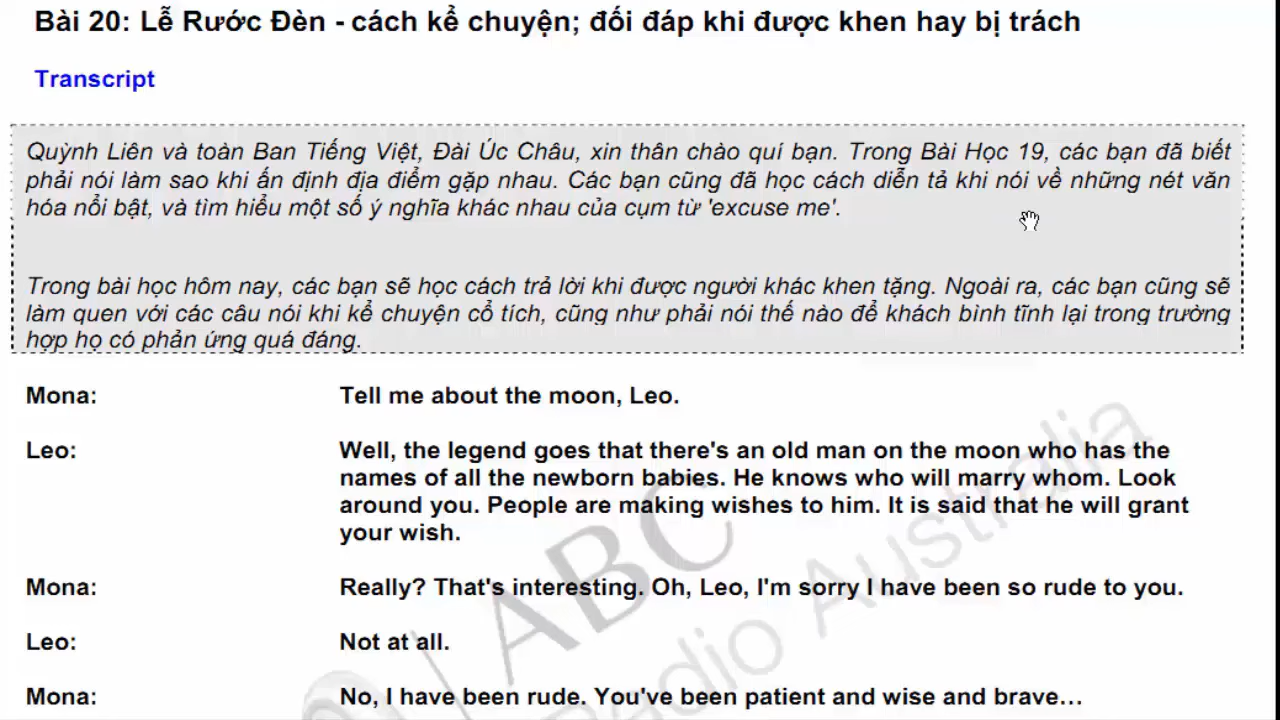 Bài 20: Lễ Rước Đèn - cách kể chuyện; đối đáp khi được khen hay bị trách
Transcript
Quỳnh Liên và toàn Ban Tiếng Việt, Đài Úc Châu, xin thân chào quí bạn. Trong Bài Học 19, các bạn đã biết
phải nói làm sao khi ấn định địa điểm gặp nhau. Các bạn cũng đã học cách diễn tả khi nói về những nét văn
hóa nổi bật, và tìm hiểu một số ý nghĩa khác nhau của cụm từ 'excuse me'.
Trong bài học hôm nay, các bạn sẽ học cách trả lời khi được người khác khen tặng. Ngoài ra, các bạn cũng sẽ
làm quen với các câu nói khi kể chuyện cổ tích, cũng như phải nói thế nào để khách bình tĩnh lại trong trường
hợp họ có phản ứng quá đáng.
Mona: Tell me about the moon, Leo.
Leo: Well, the legend goes that there's an old man on the moon who has the
names of all the newborn babies. He knows who will marry whom. Look
around you. People are making wishes to him. It is said that he will grant
your wish.
Mona: Really? That's interesting. Oh, Leo, I'm sorry I have been so rude to you.
Leo: Not at all.
Mona: No, I have been rude. You've been patient and wise and brave…
ABC
Radio Australia